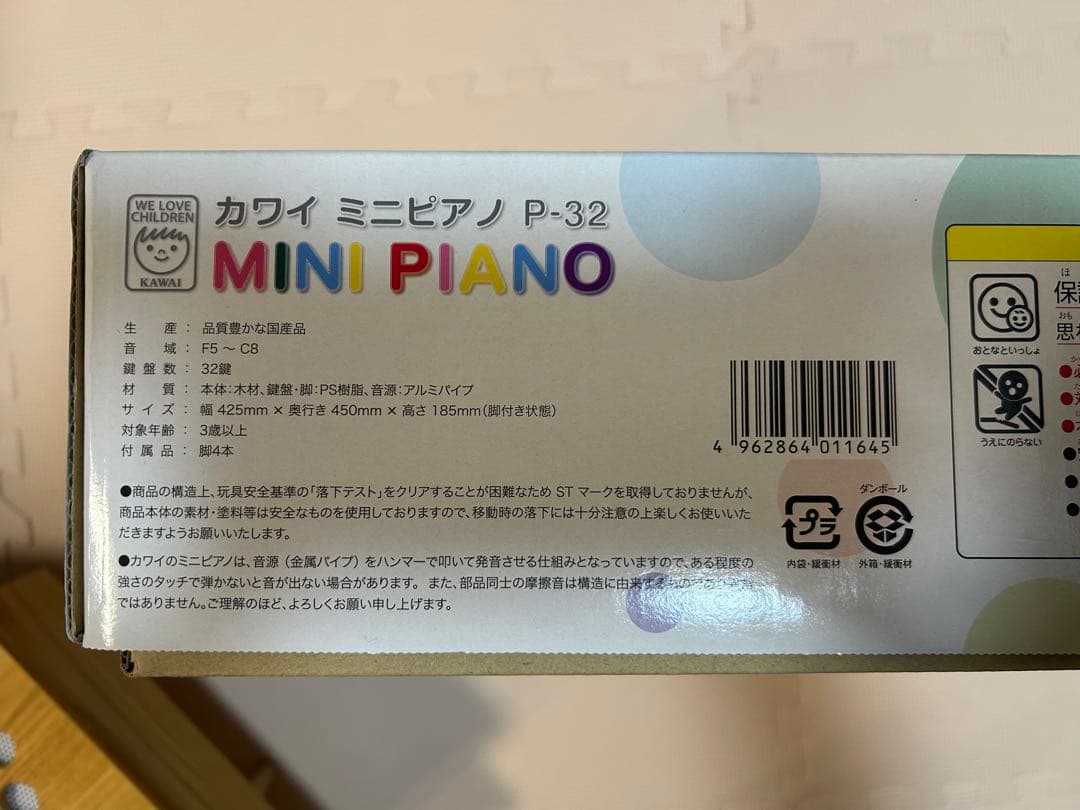 WE LOVE
CHILDREN
KAWAI
カワイ ミニピアノ P-32
MINI PIANO
生 産：品質豊かな国産品
音 域：F5 ～ C8
鍵 盤 数：32鍵
材 質：本体：木材、鍵盤・脚：PS樹脂、音源：アルミパイプ
サ イ ズ：幅 425mm × 奥行き 450mm × 高さ 185mm（脚付き状態）
対象年齢：3歳以上
付 属 品：脚4本
4 962864 011645
●商品の構造上、玩具安全基準の「落下テスト」をクリアすることが困難なため ST マークを取得しておりませんが、
商品本体の素材・塗料等は安全なものを使用しておりますので、移動時の落下には十分注意の上楽しくお使いいた
だきますようお願いいたします。
●カワイのミニピアノは、音源（金属パイプ）をハンマーで叩いて発音させる仕組みとなっていますので、ある程度の
強さのタッチで弾かないと音が出ない場合があります。また、部品同士の摩擦音は構造に由来する
ではありません。ご理解のほど、よろしくお願い申し上げます。
プラ
内袋・緩衝材
ダンボール
外箱・緩衝材
おとなといっしょ
うえにのらない
ほ
保
おも
思